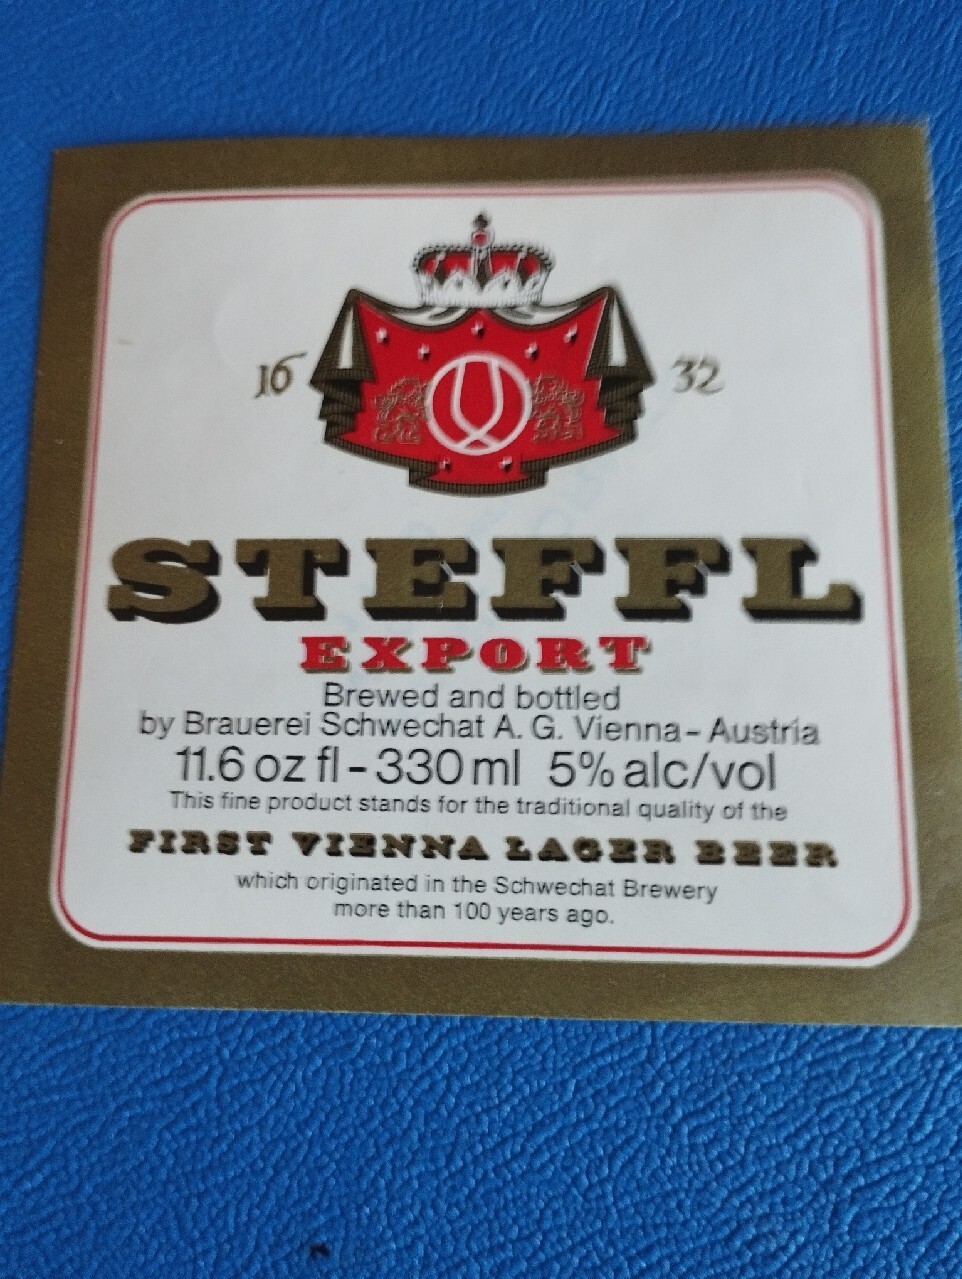 16 32
STEFFL
EXPORT
Brewed and bottled
by Brauerei Schwechat A. G. Vienna - Austria
11.6 oz fl - 330 ml 5% alc/vol
This fine product stands for the traditional quality of the
FIRST VIENNA LAGER BEER
which originated in the Schwechat Brewery
more than 100 years ago.